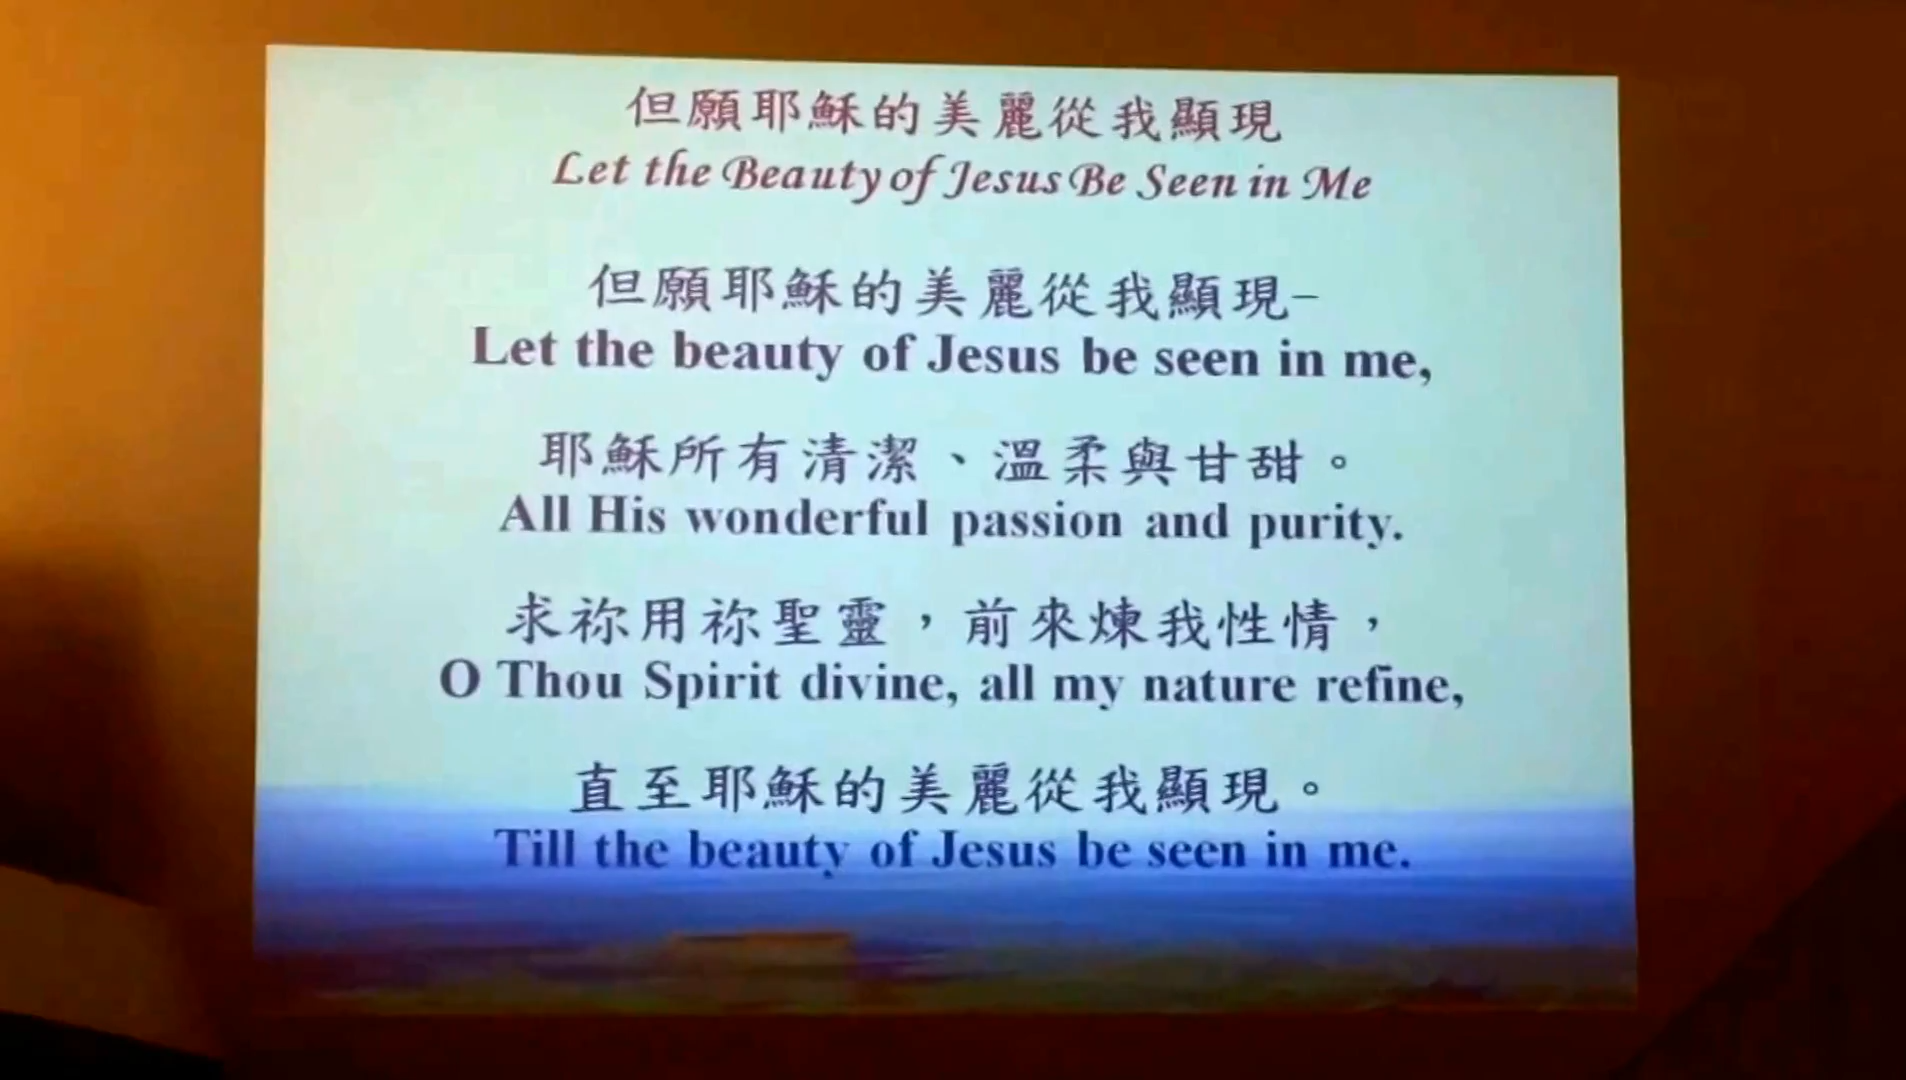 但願耶穌的美麗從我顯現
Let the Beauty of Jesus Be Seen in Me
但願耶穌的美麗從我顯現–
Let the beauty of Jesus be seen in me,
耶穌所有清潔、溫柔與甘甜。
All His wonderful passion and purity.
求祢用祢聖靈，前來煉我性情，
O Thou Spirit divine, all my nature refine,
直至耶穌的美麗從我顯現。
Till the beauty of Jesus be seen in me.